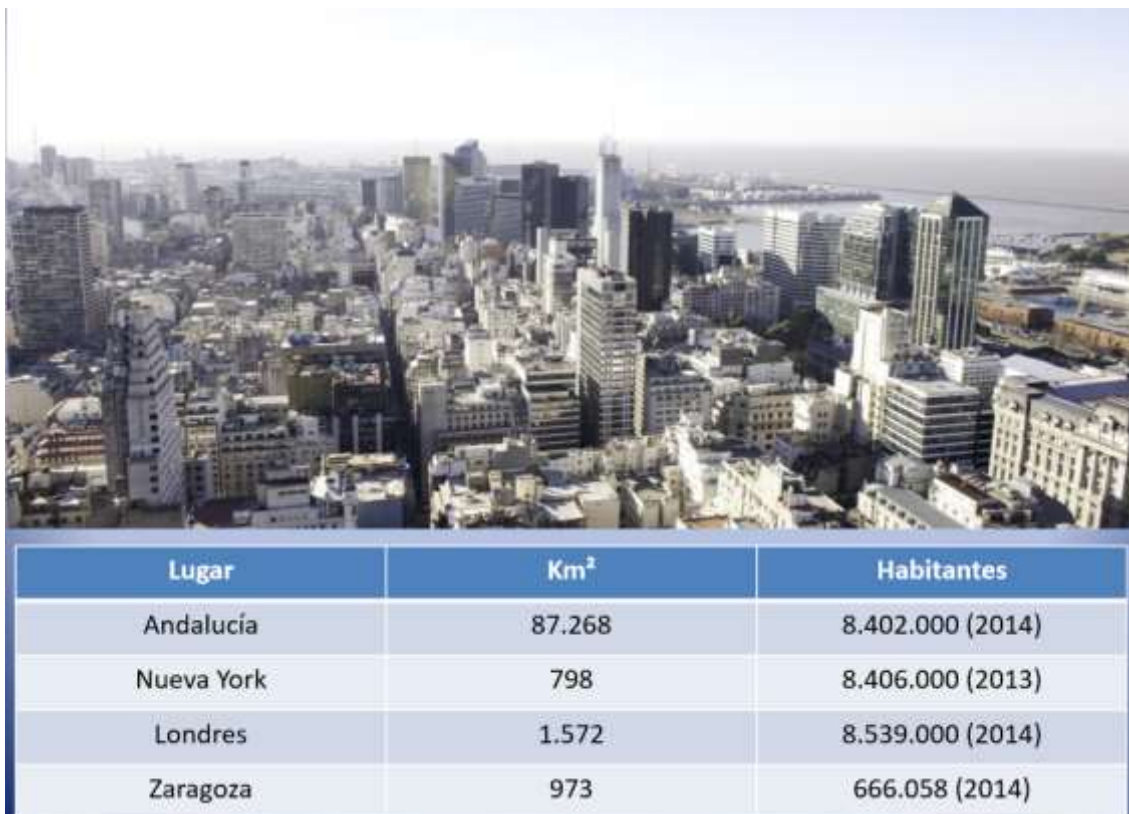 Lugar Km² Habitantes
Andalucía 87.268 8.402.000 (2014)
Nueva York 798 8.406.000 (2013)
Londres 1.572 8.539.000 (2014)
Zaragoza 973 666.058 (2014)